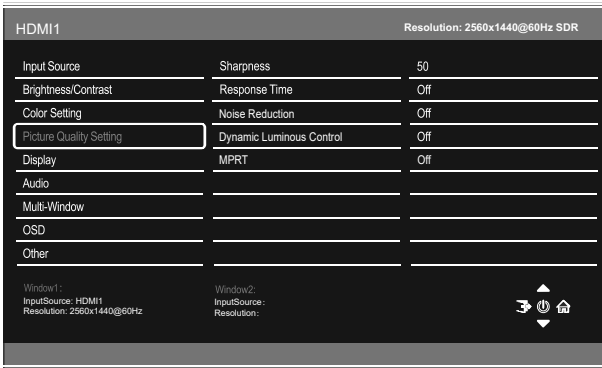 HDMI1 Resolution: 2560x1440@60Hz SDR
Input Source Sharpness 50
Brightness/Contrast Response Time Off
Color Setting Noise Reduction Off
Picture Quality Setting Dynamic Luminous Control Off
Display MPRT Off
Audio
Multi-Window
OSD
Other
Window1: Window2:
InputSource: HDMI1 InputSource:
Resolution: 2560x1440@60Hz Resolution: